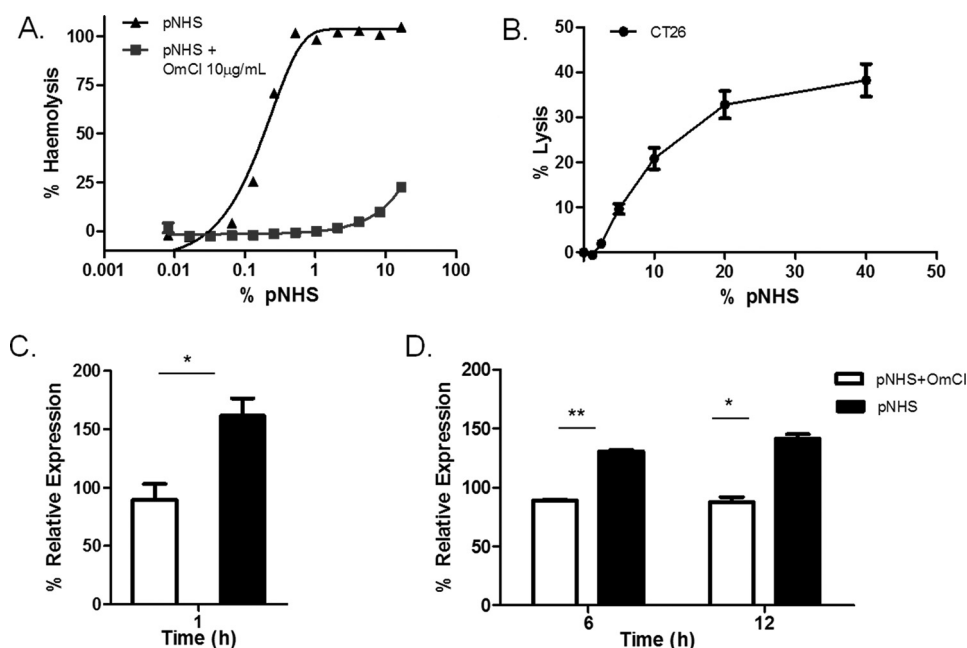 A.
pNHS
pNHS +
OmCI 10µg/mL
% Haemolysis
100
75
50
25
0
0.001 0.01 0.1 1 10 100
% pNHS
B.
CT26
% Lysis
50
40
30
20
10
0
10 20 30 40 50
% pNHS
C.
% Relative Expression
200
150
100
50
0
*
1
Time (h)
D.
% Relative Expression
200
150
100
50
0
**
*
6 12
Time (h)
pNHS+OmCI
pNHS